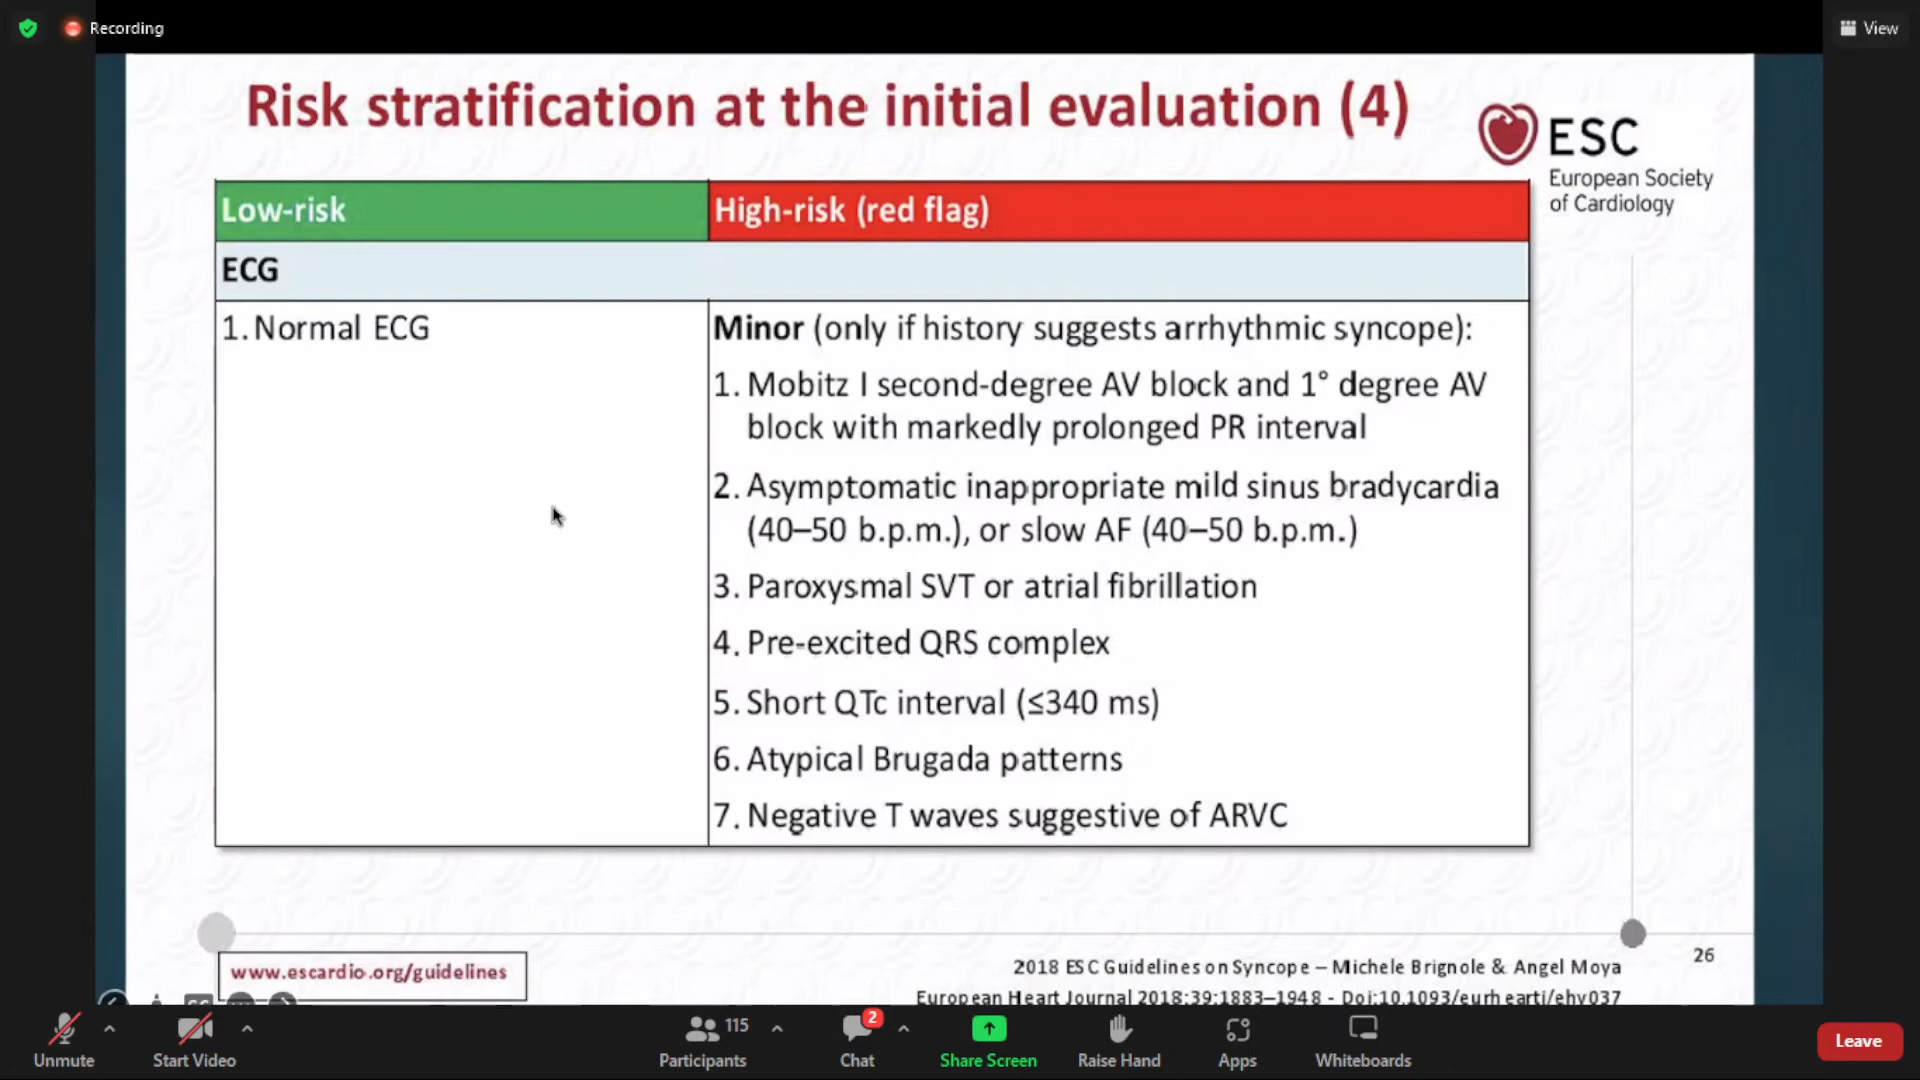 Recording
View
Risk stratification at the initial evaluation (4)
ESC
European Society
of Cardiology
Low-risk
High-risk (red flag)
ECG
1. Normal ECG
Minor (only if history suggests arrhythmic syncope):
1. Mobitz I second-degree AV block and 1° degree AV
block with markedly prolonged PR interval
2. Asymptomatic inappropriate mild sinus bradycardia
(40–50 b.p.m.), or slow AF (40–50 b.p.m.)
3. Paroxysmal SVT or atrial fibrillation
4. Pre-excited QRS complex
5. Short QTc interval (≤340 ms)
6. Atypical Brugada patterns
7. Negative T waves suggestive of ARVC
www.escardio.org/guidelines
26
2018 ESC Guidelines on Syncope – Michele Brignole & Angel Moya
European Heart Journal 2018;39:1883–1948 - Doi:10.1093/eurheartj/ehy037
Unmute
Start Video
115
Participants
2
Chat
Share Screen
Raise Hand
Apps
Whiteboards
Leave